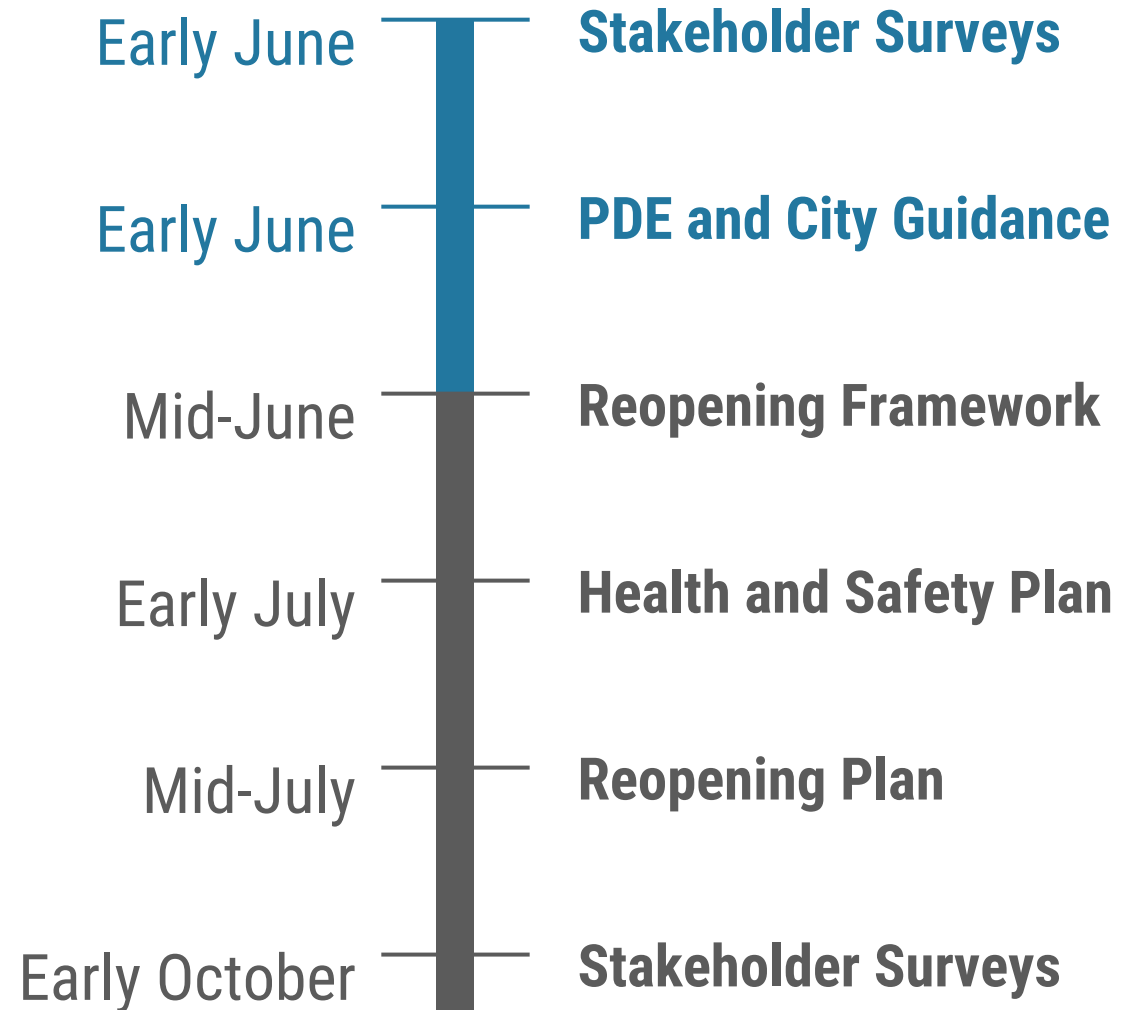 Early June Stakeholder Surveys
Early June PDE and City Guidance
Mid-June Reopening Framework
Early July Health and Safety Plan
Mid-July Reopening Plan
Early October Stakeholder Surveys